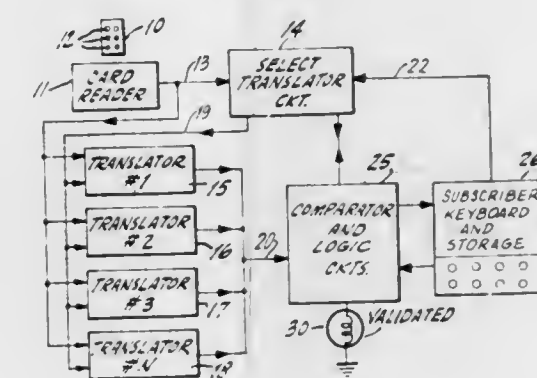 12
10
14
CARD
READER
11
13
SELECT
TRANSLATOR
CKT.
22
19
TRANSLATOR
#1
15
TRANSLATOR
#2
16
TRANSLATOR
#3
17
TRANSLATOR
#N
18
20
25
COMPARATOR
AND
LOGIC
CKTS.
26
SUBSCRIBER
KEYBOARD
AND
STORAGE
30
VALIDATED